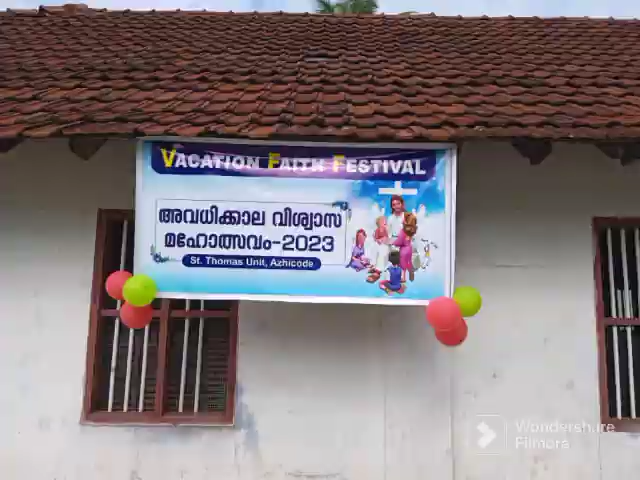 VACATION FAITH FESTIVAL
അവധിക്കാല വിശ്വാസ
മഹോത്സവം-2023
St. Thomas Unit, Azhicode
Wondershare
Filmora